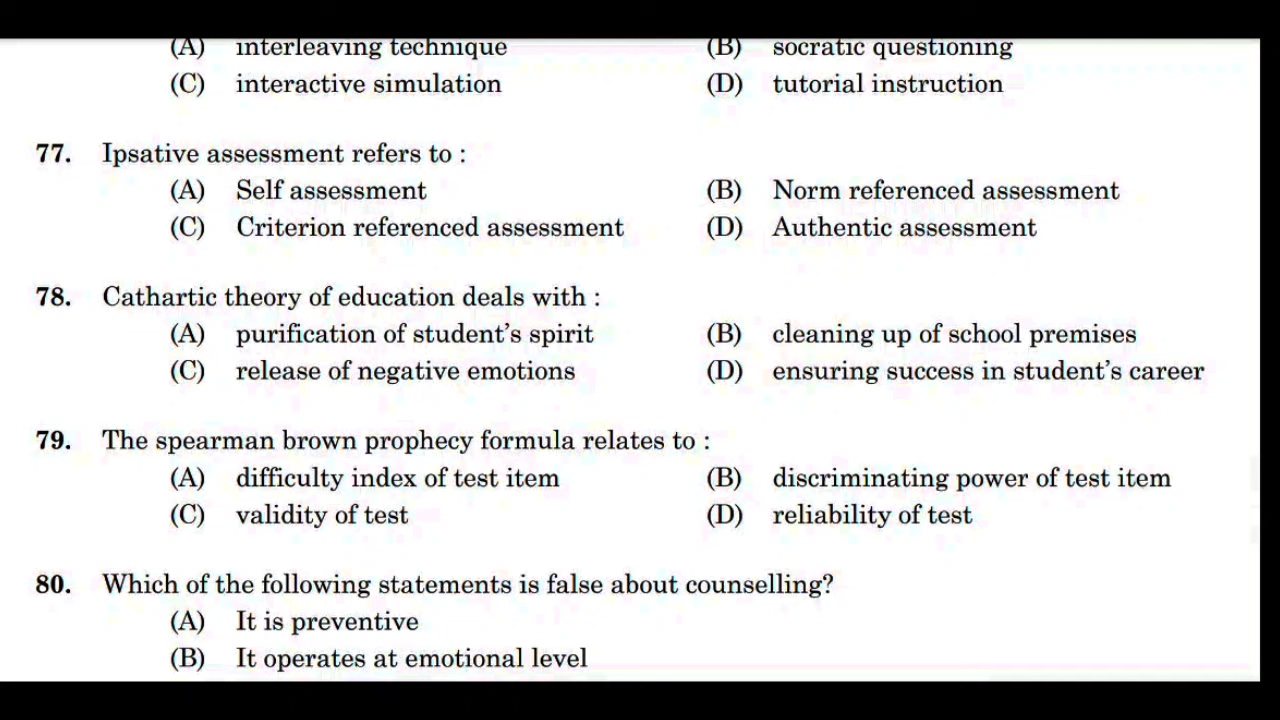 (A) interleaving technique (B) socratic questioning
(C) interactive simulation (D) tutorial instruction
77. Ipsative assessment refers to :
(A) Self assessment (B) Norm referenced assessment
(C) Criterion referenced assessment (D) Authentic assessment
78. Cathartic theory of education deals with :
(A) purification of student's spirit (B) cleaning up of school premises
(C) release of negative emotions (D) ensuring success in student's career
79. The spearman brown prophecy formula relates to :
(A) difficulty index of test item (B) discriminating power of test item
(C) validity of test (D) reliability of test
80. Which of the following statements is false about counselling?
(A) It is preventive
(B) It operates at emotional level